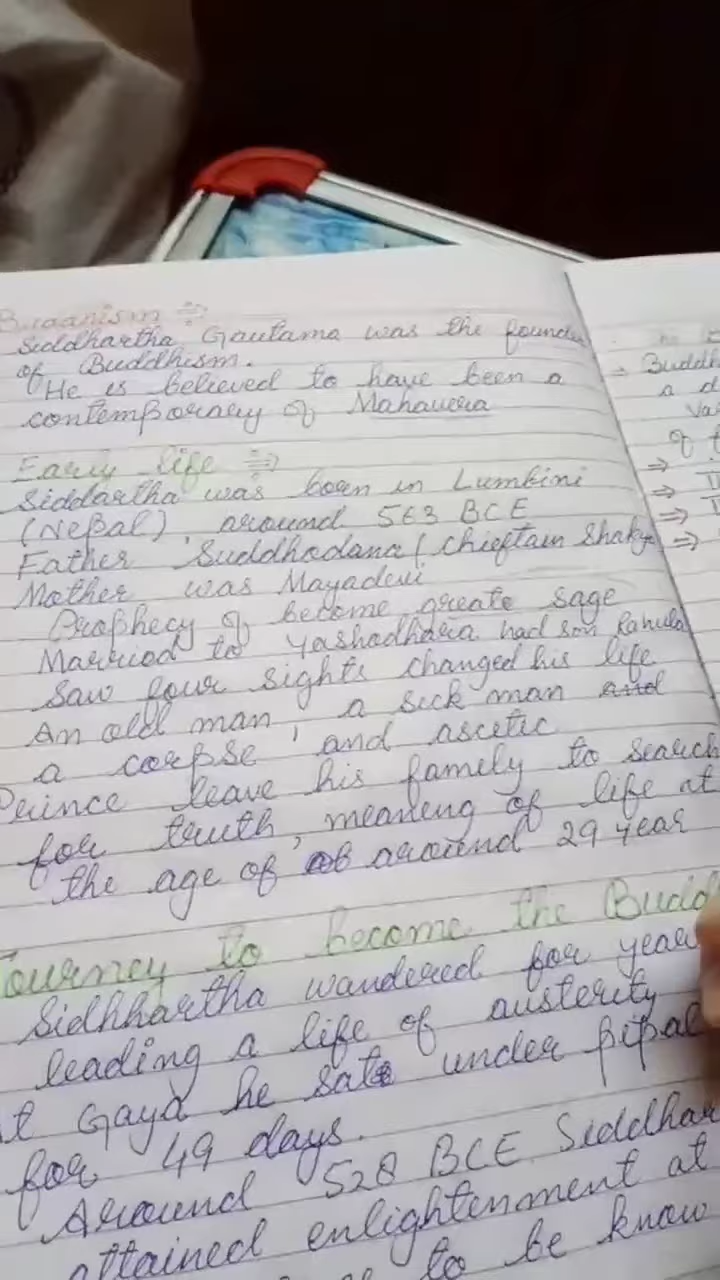 Buddhism ⇒
Siddhartha Gautama was the founder
of Buddhism.
He is believed to have been a
contemporary of Mahavira
Early life ⇒
Siddartha was born in Lumbini
(Nepal), around 563 BCE
Father Suddhodana (chieftain Shakya
Mother was Mayadevi
Prophecy of become greate sage
Married to Yashodhara had son Rahula
Saw four sights changed his life
An old man, a sick man and
a corpse, and ascetic
Prince leave his family to search
for truth, meaning of life at
the age of around 29 year
Journey to become the Budd
Sidhhartha wandered for year
leading a life of austerity
At Gaya he sat under pipal
for 49 days.
Around 528 BCE Siddhar
attained enlightenment at
to be know
Buddh
a d
Va
of t
⇒
⇒
⇒
⇒